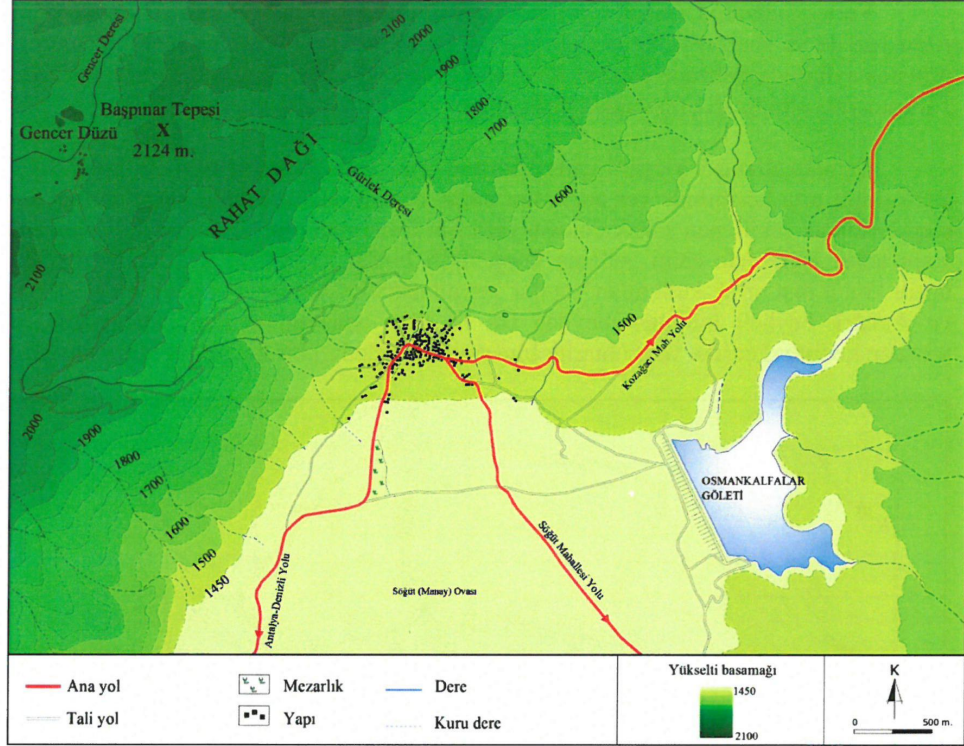 2100
2000
1900
1800
1700
1600
Gencer Deresi
Başpınar Tepesi
X
2124 m.
Gencer Düzü
RAHAT DAĞI
Gürlek Deresi
2100
1500
Kozağacı Mah. Yolu
2000
1900
1800
1700
1600
1500
1450
OSMANKALFALAR
GÖLETİ
Söğüt (Manay) Ovası
Antalya-Denizli Yolu
Söğüt Mahallesi Yolu
Ana yol
Tali yol
Mezarlık
Yapı
Dere
Kuru dere
Yükselti basamağı
1450
2100
K
0 500 m.